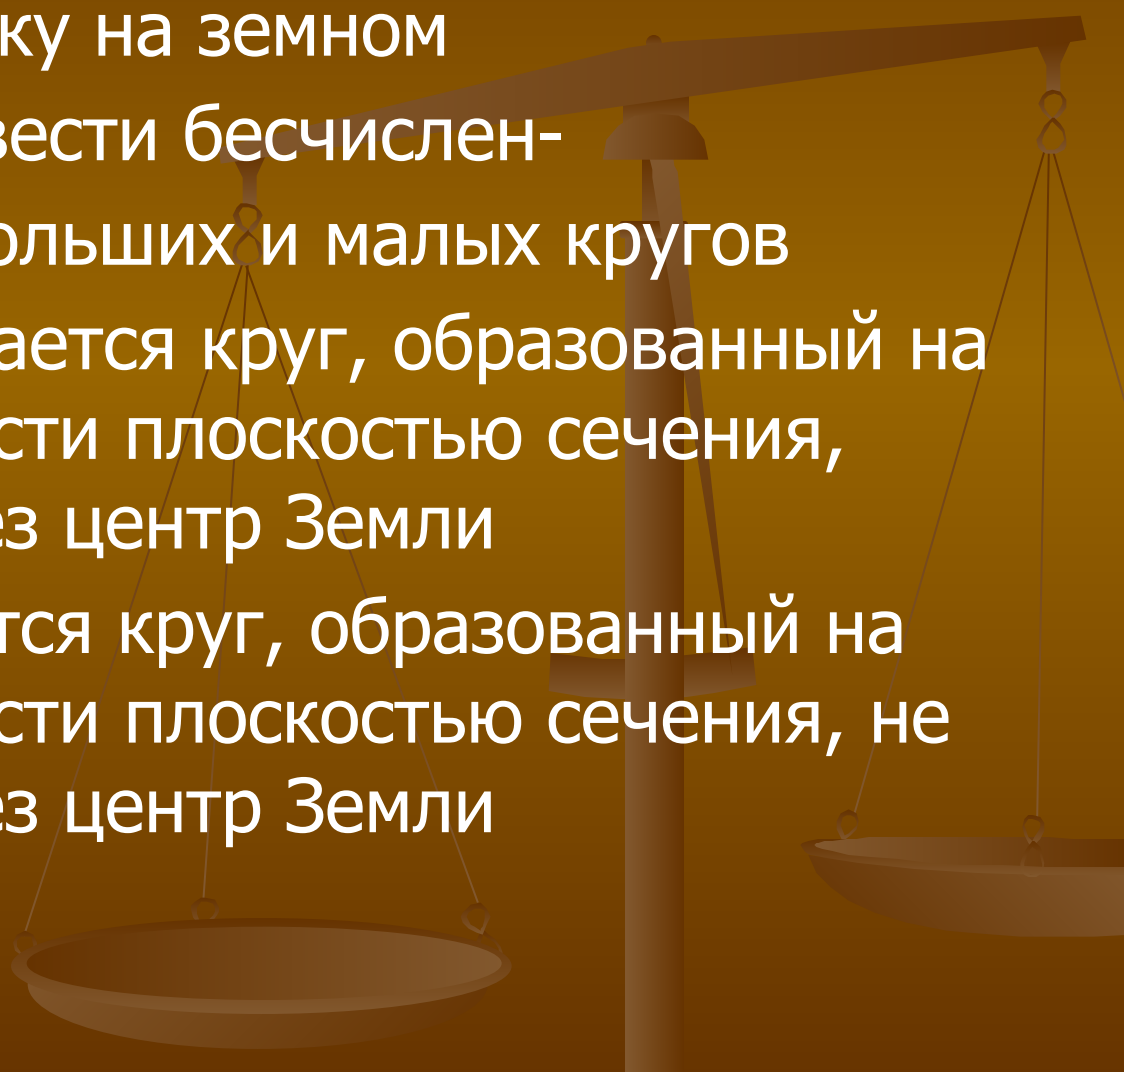 ку на земном
вести бесчислен-
ольших и малых кругов
ается круг, образованный на
сти плоскостью сечения,
ез центр Земли
тся круг, образованный на
сти плоскостью сечения, не
ез центр Земли